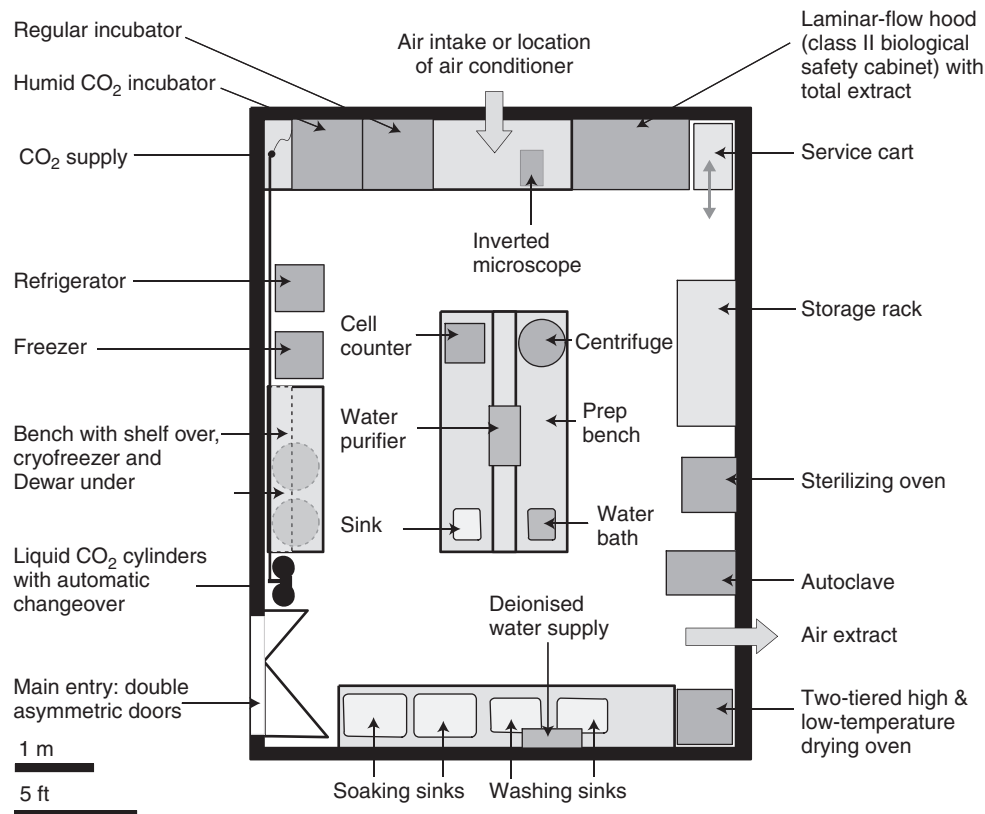 Regular incubator
Humid CO₂ incubator
CO₂ supply
Air intake or location
of air conditioner
Laminar-flow hood
(class II biological
safety cabinet) with
total extract
Service cart
Inverted
microscope
Refrigerator
Freezer
Cell
counter
Centrifuge
Storage rack
Bench with shelf over,
cryofreezer and
Dewar under
Water
purifier
Prep
bench
Sterilizing oven
Sink
Water
bath
Liquid CO₂ cylinders
with automatic
changeover
Autoclave
Deionised
water supply
Air extract
Main entry: double
asymmetric doors
Two-tiered high &
low-temperature
drying oven
1 m
5 ft
Soaking sinks
Washing sinks